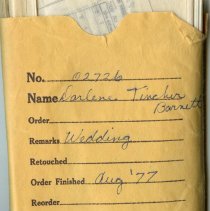 No. 02726
Name Darlene Tincher
Barnett
Order
Remarks Wedding
Retouched
Order Finished Aug '77
Reorder